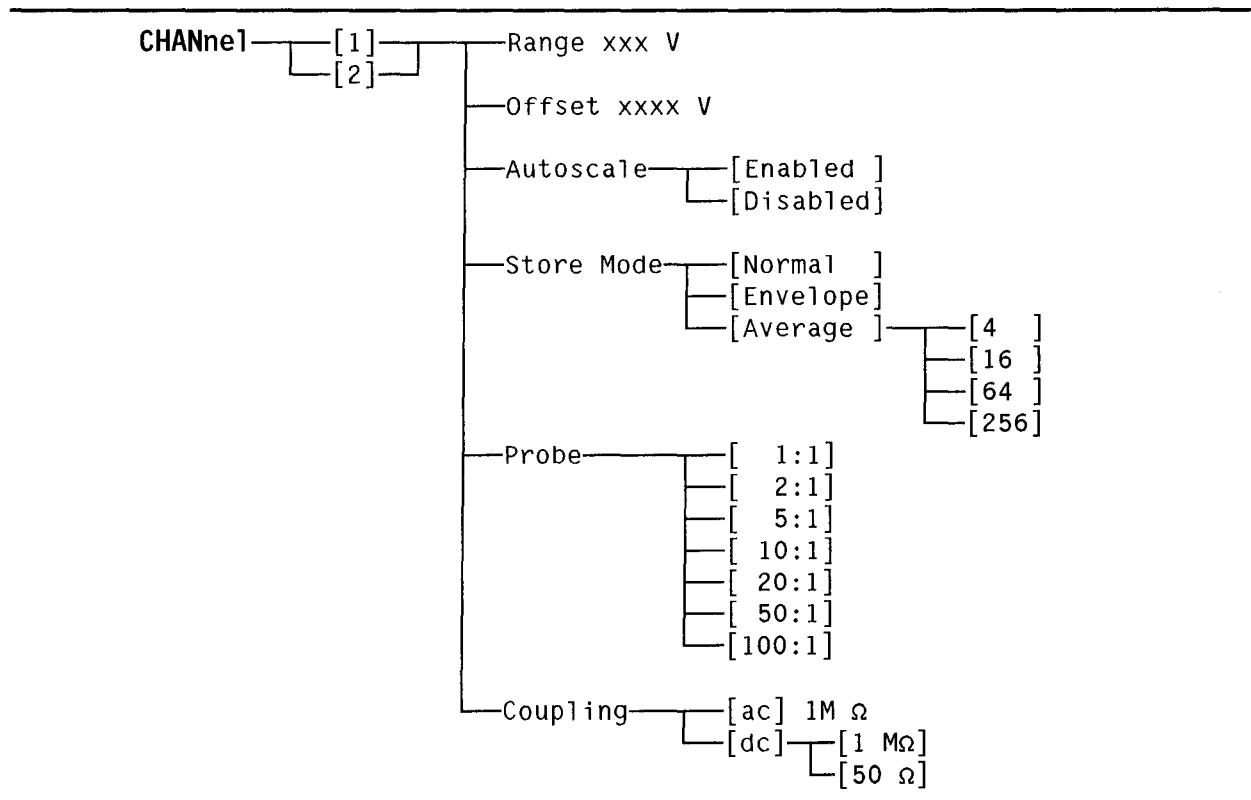 CHANnel [1] Range xxx V
[2]
Offset xxxx V
Autoscale [Enabled ]
[Disabled]
Store Mode [Normal ]
[Envelope]
[Average ] [4 ]
[16 ]
[64 ]
[256]
Probe [ 1:1]
[ 2:1]
[ 5:1]
[ 10:1]
[ 20:1]
[ 50:1]
[100:1]
Coupling [ac] 1M Ω
[dc] [1 MΩ]
[50 Ω]